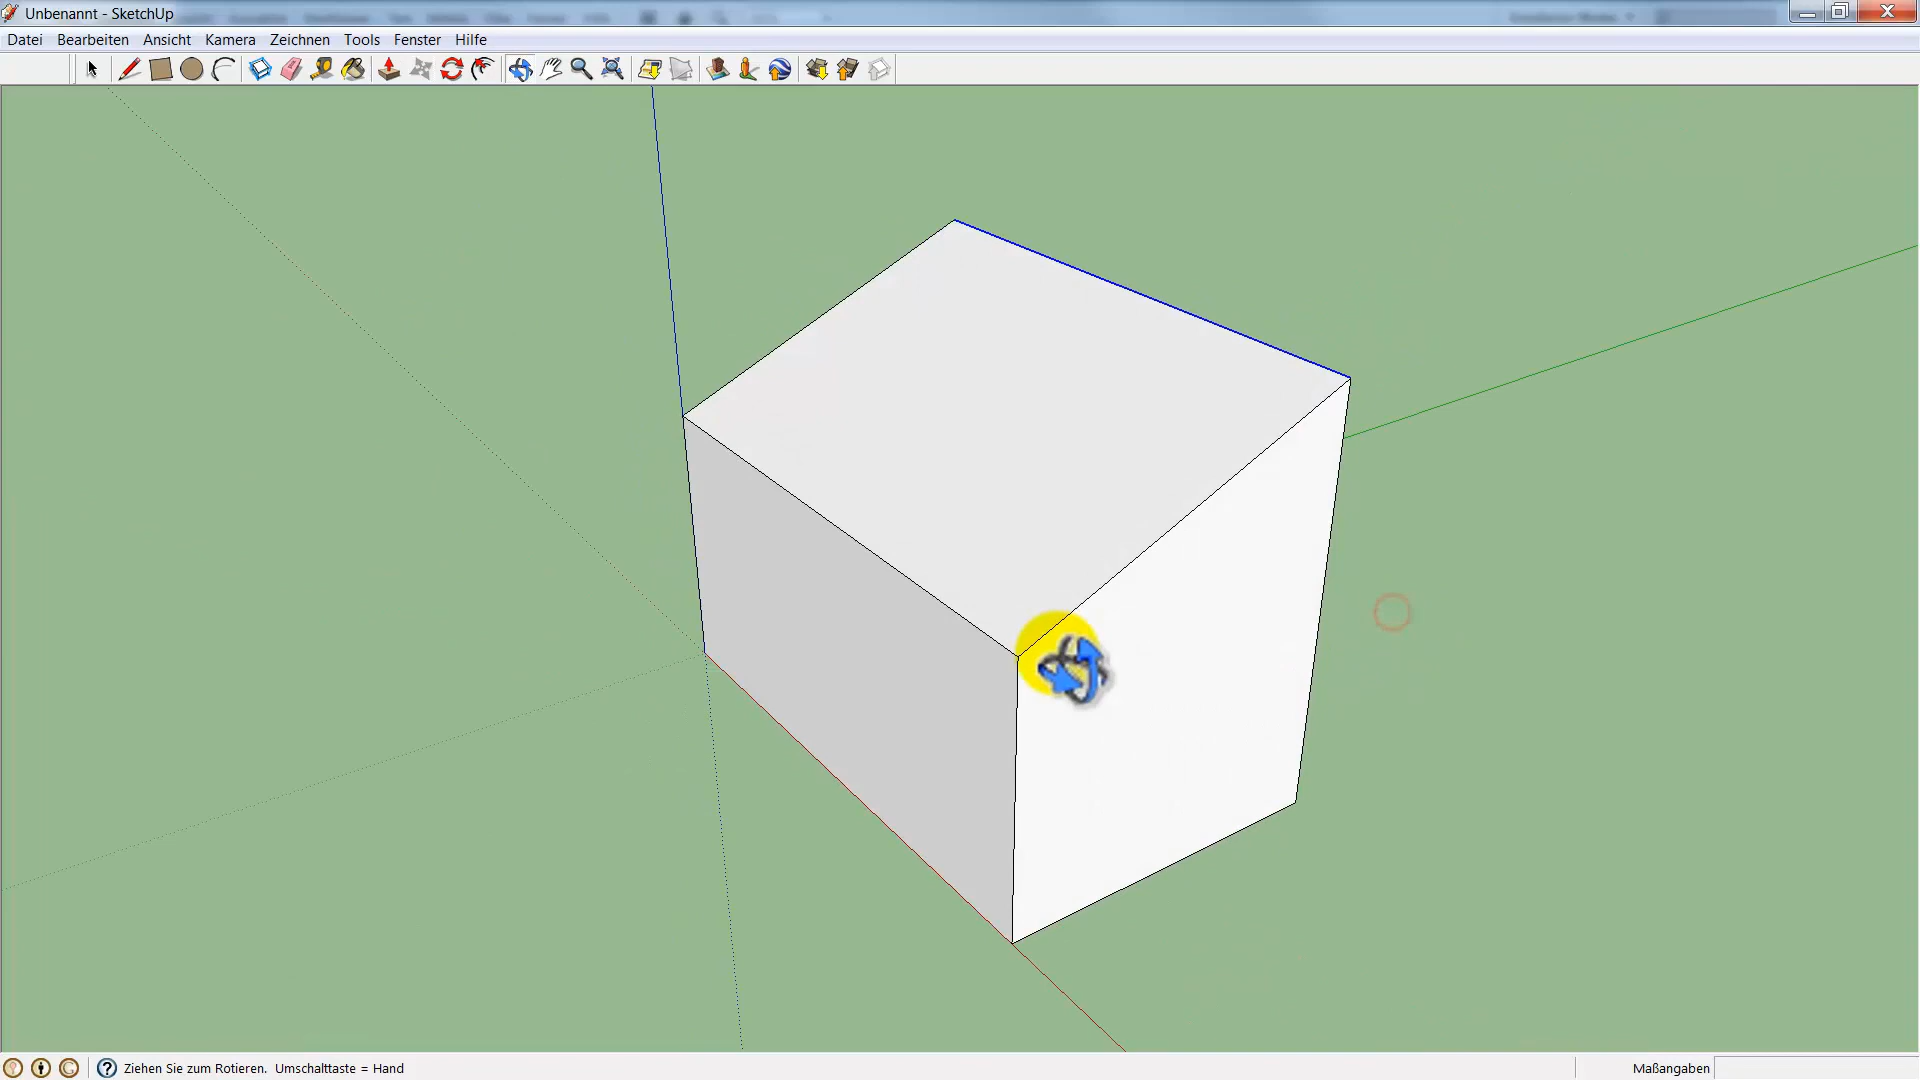 Unbenannt - SketchUp
Datei Bearbeiten Ansicht Kamera Zeichnen Tools Fenster Hilfe
Ziehen Sie zum Rotieren. Umschalttaste = Hand
Maßangaben